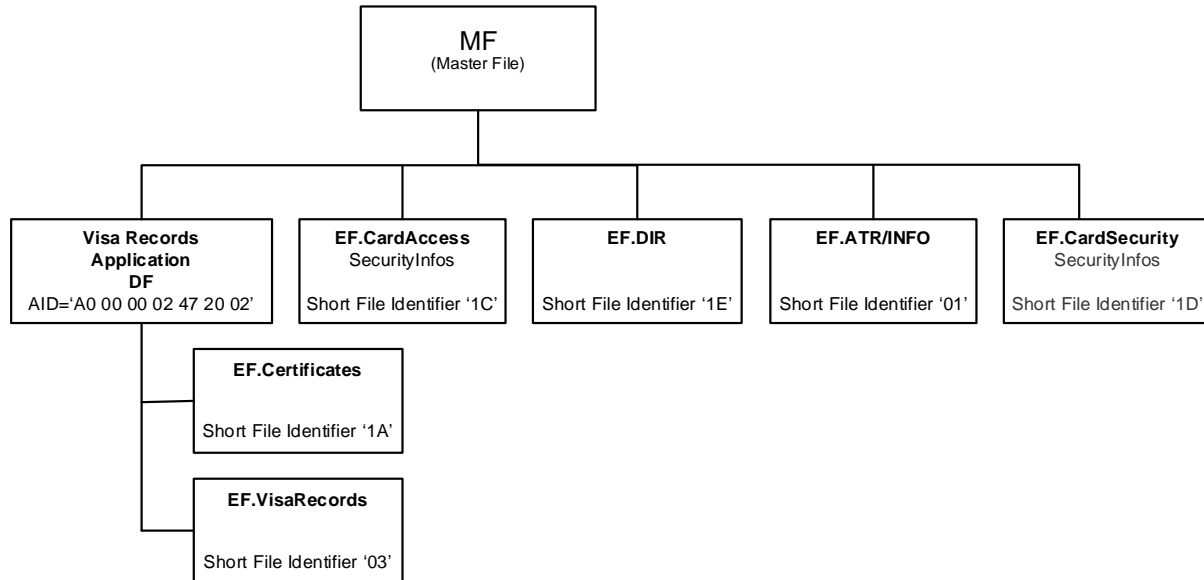 MF
(Master File)
Visa Records
Application
DF
AID=‘A0 00 00 02 47 20 02’
EF.CardAccess
SecurityInfos
Short File Identifier ‘1C’
EF.DIR
Short File Identifier ‘1E’
EF.ATR/INFO
Short File Identifier ‘01’
EF.CardSecurity
SecurityInfos
Short File Identifier ‘1D’
EF.Certificates
Short File Identifier ‘1A’
EF.VisaRecords
Short File Identifier ‘03’